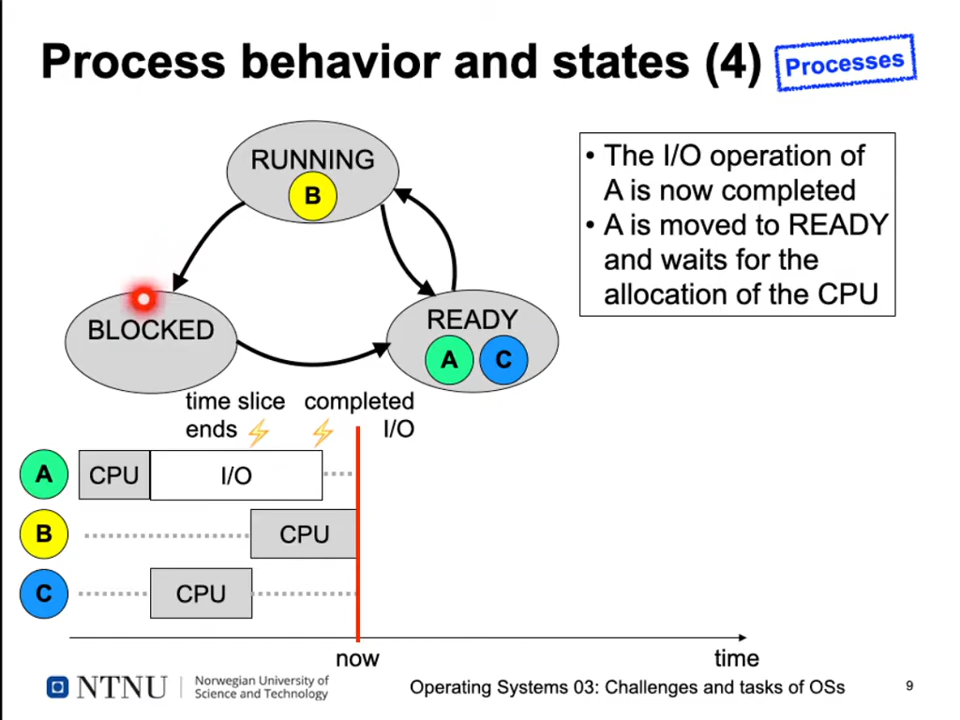 Process behavior and states (4)
Processes
RUNNING
B
• The I/O operation of
A is now completed
• A is moved to READY
and waits for the
allocation of the CPU
BLOCKED
READY
A C
time slice
ends
completed
I/O
A CPU I/O
B CPU
C CPU
now
time
NTNU
Norwegian University of
Science and Technology
Operating Systems 03: Challenges and tasks of OSs
9